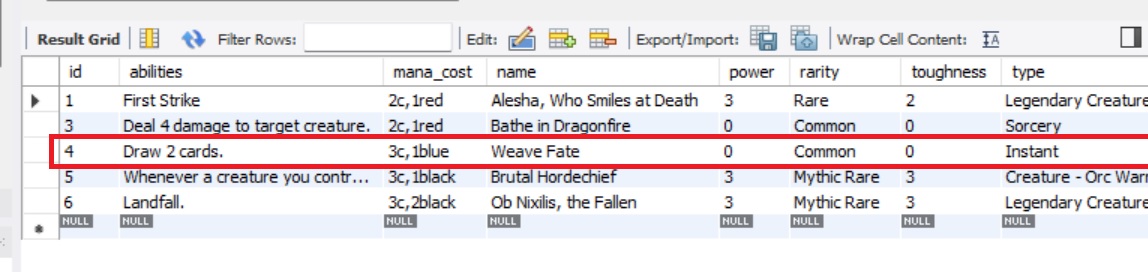 Result Grid Filter Rows: Edit: Export/Import: Wrap Cell Content:
id abilities mana_cost name power rarity toughness type
1 First Strike 2c,1red Alesha, Who Smiles at Death 3 Rare 2 Legendary Creature
3 Deal 4 damage to target creature. 2c,1red Bathe in Dragonfire 0 Common 0 Sorcery
4 Draw 2 cards. 3c,1blue Weave Fate 0 Common 0 Instant
5 Whenever a creature you contr... 3c,1black Brutal Hordechief 3 Mythic Rare 3 Creature - Orc Warr
6 Landfall. 3c,2black Ob Nixilis, the Fallen 3 Mythic Rare 3 Legendary Creature
NULL NULL NULL NULL NULL NULL NULL NULL